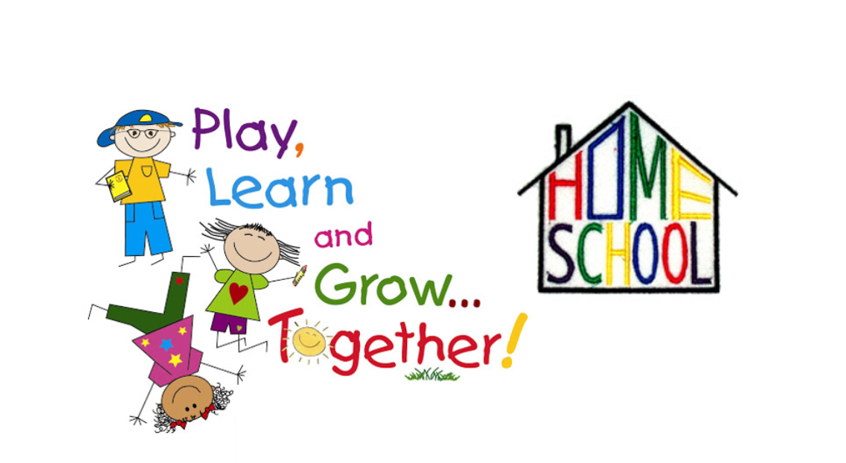 Play,
Learn
and
Grow...
Together!
HOME
SCHOOL